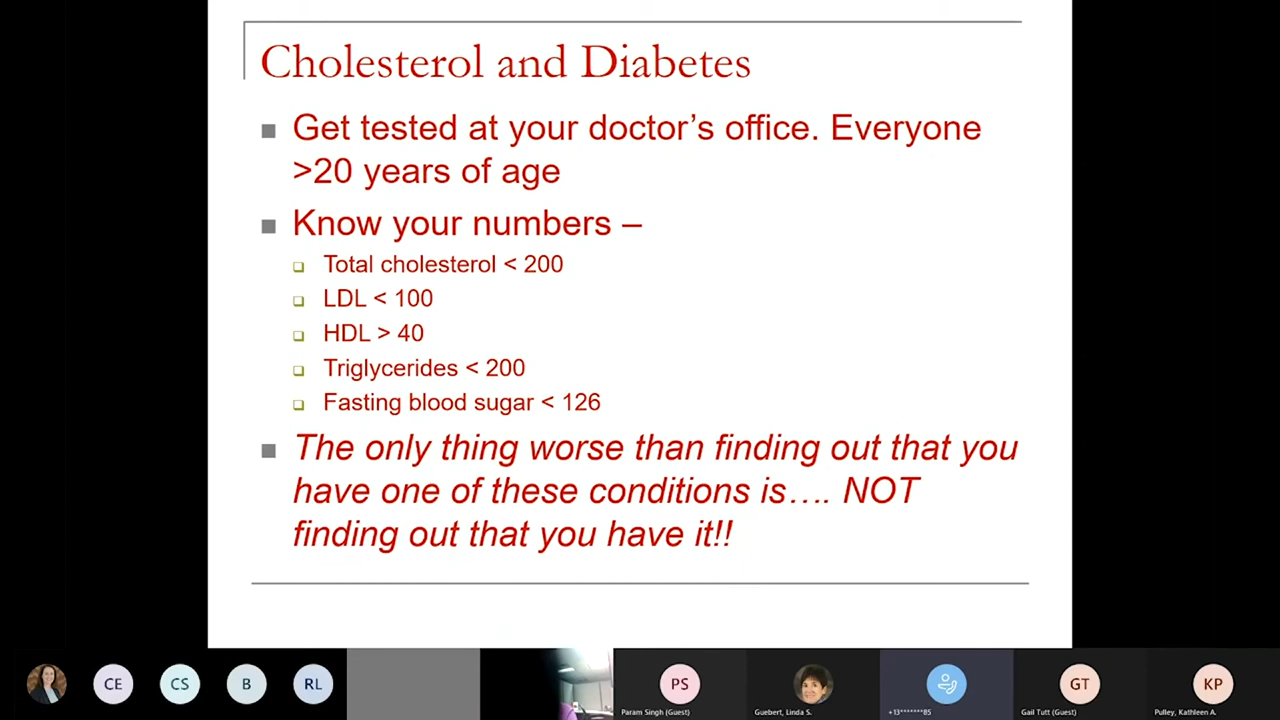 Cholesterol and Diabetes
Get tested at your doctor’s office. Everyone
>20 years of age
Know your numbers –
Total cholesterol < 200
LDL < 100
HDL > 40
Triglycerides < 200
Fasting blood sugar < 126
The only thing worse than finding out that you
have one of these conditions is…. NOT
finding out that you have it!!
CE
CS
B
RL
PS
GT
KP
Param Singh (Guest)
Guebert, Linda S.
+13*******85
Gail Tutt (Guest)
Pulley, Kathleen A.